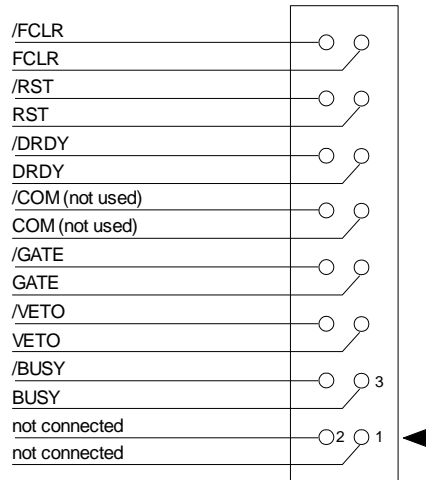 /FCLR
FCLR
/RST
RST
/DRDY
DRDY
/COM (not used)
COM (not used)
/GATE
GATE
/VETO
VETO
/BUSY
3
BUSY
not connected
2 1
not connected